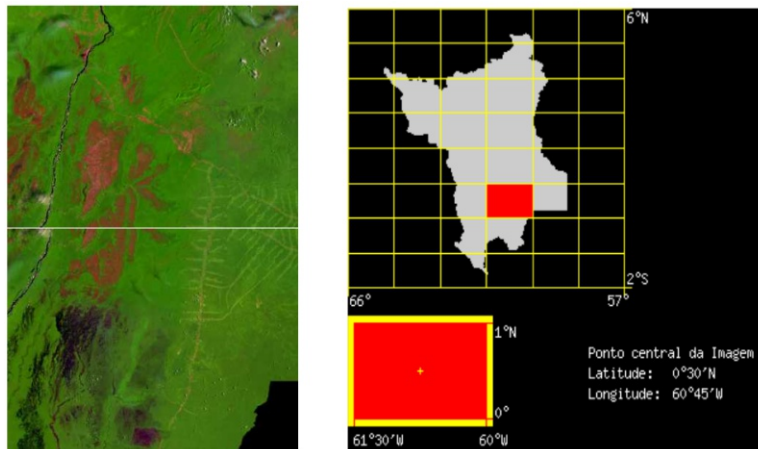 6°N
2°S
66°
57°
1°N
0°
61°30'W
60°W
Ponto central da Imagem
Latitude: 0°30'N
Longitude: 60°45'W